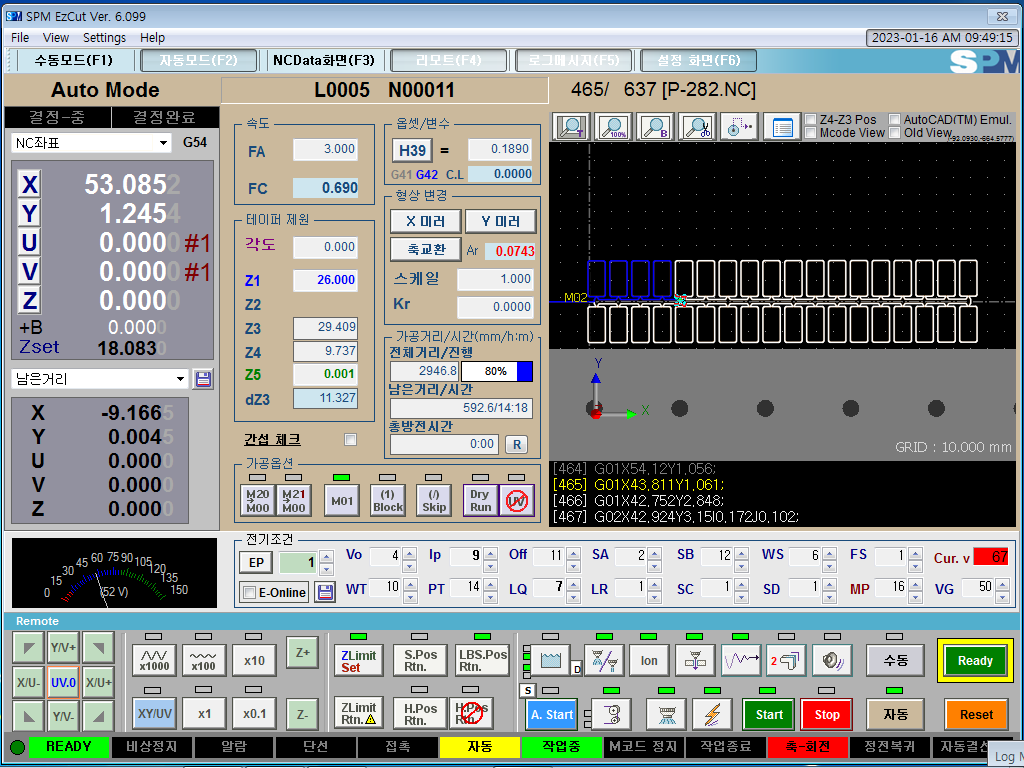 SPM EzCut Ver. 6.099
File View Settings Help
2023-01-16 AM 09:49:15
수동모드(F1) 자동모드(F2) NCData화면(F3) 리모트(F4) 로그메시지(F5) 설정 화면(F6)
SPM
Auto Mode
L0005 N00011
465/ 637 [P-282.NC]
결정-중 결정완료
NC좌표 G54
X 53.0852
Y 1.2454
U 0.0000 #1
V 0.0000 #1
Z 0.0000
+B 0.0000
Zset 18.0830
남은거리
X -9.1665
Y 0.0045
U 0.0000
V 0.0000
Z 0.0000
속도
FA 3.000
FC 0.690
테이퍼 제원
각도 0.000
Z1 26.000
Z2
Z3 29.409
Z4 9.737
Z5 0.001
dZ3 11.327
간섭 체크
옵셋/변수
H39 = 0.1890
G41 G42 C.L 0.0000
형상 변경
X 미러 Y 미러
축교환 Ar 0.0743
스케일 1.000
Kr 0.0000
가공거리/시간(mm/h:m)
전체거리/진행
2946.8 80%
남은거리/시간
592.6/14:18
총방전시간
0:00 R
가공옵션
M20 M00 M21 M00 M01 (1) Block (/) Skip Dry Run UV
T 100% B
Z4-Z3 Pos AutoCAD(TM) Emul.
Mcode View Old View
M02
Y
X
GRID : 10.000 mm
[464] G01X54,12Y1,056;
[465] G01X43,811Y1,061;
[466] G01X42,752Y2,848;
[467] G02X42,924Y3,15I0,172J0,102;
0 15 30 45 60 75 90 105 120 135 150
(52 V)
전기조건
EP 1 Vo 4 Ip 9 Off 11 SA 2 SB 12 WS 6 FS 1 Cur. v 67
E-Online WT 10 PT 14 LQ 7 LR 1 SC 1 SD 1 MP 16 VG 50
Remote
Y/V+
X/U- UV.0 X/U+
Y/V-
x1000 x100 x10 Z+
XY/UV x1 x0.1 Z-
ZLimit Set S.Pos Rtn. LBS.Pos Rtn.
ZLimit Rtn. H.Pos Rtn.
D Ion 2 수동 Ready
S
A. Start Start Stop 자동 Reset
READY 비상정지 알람 단선 접촉 자동 작업중 M코드 정지 작업종료 축-회전 정전복귀
Log